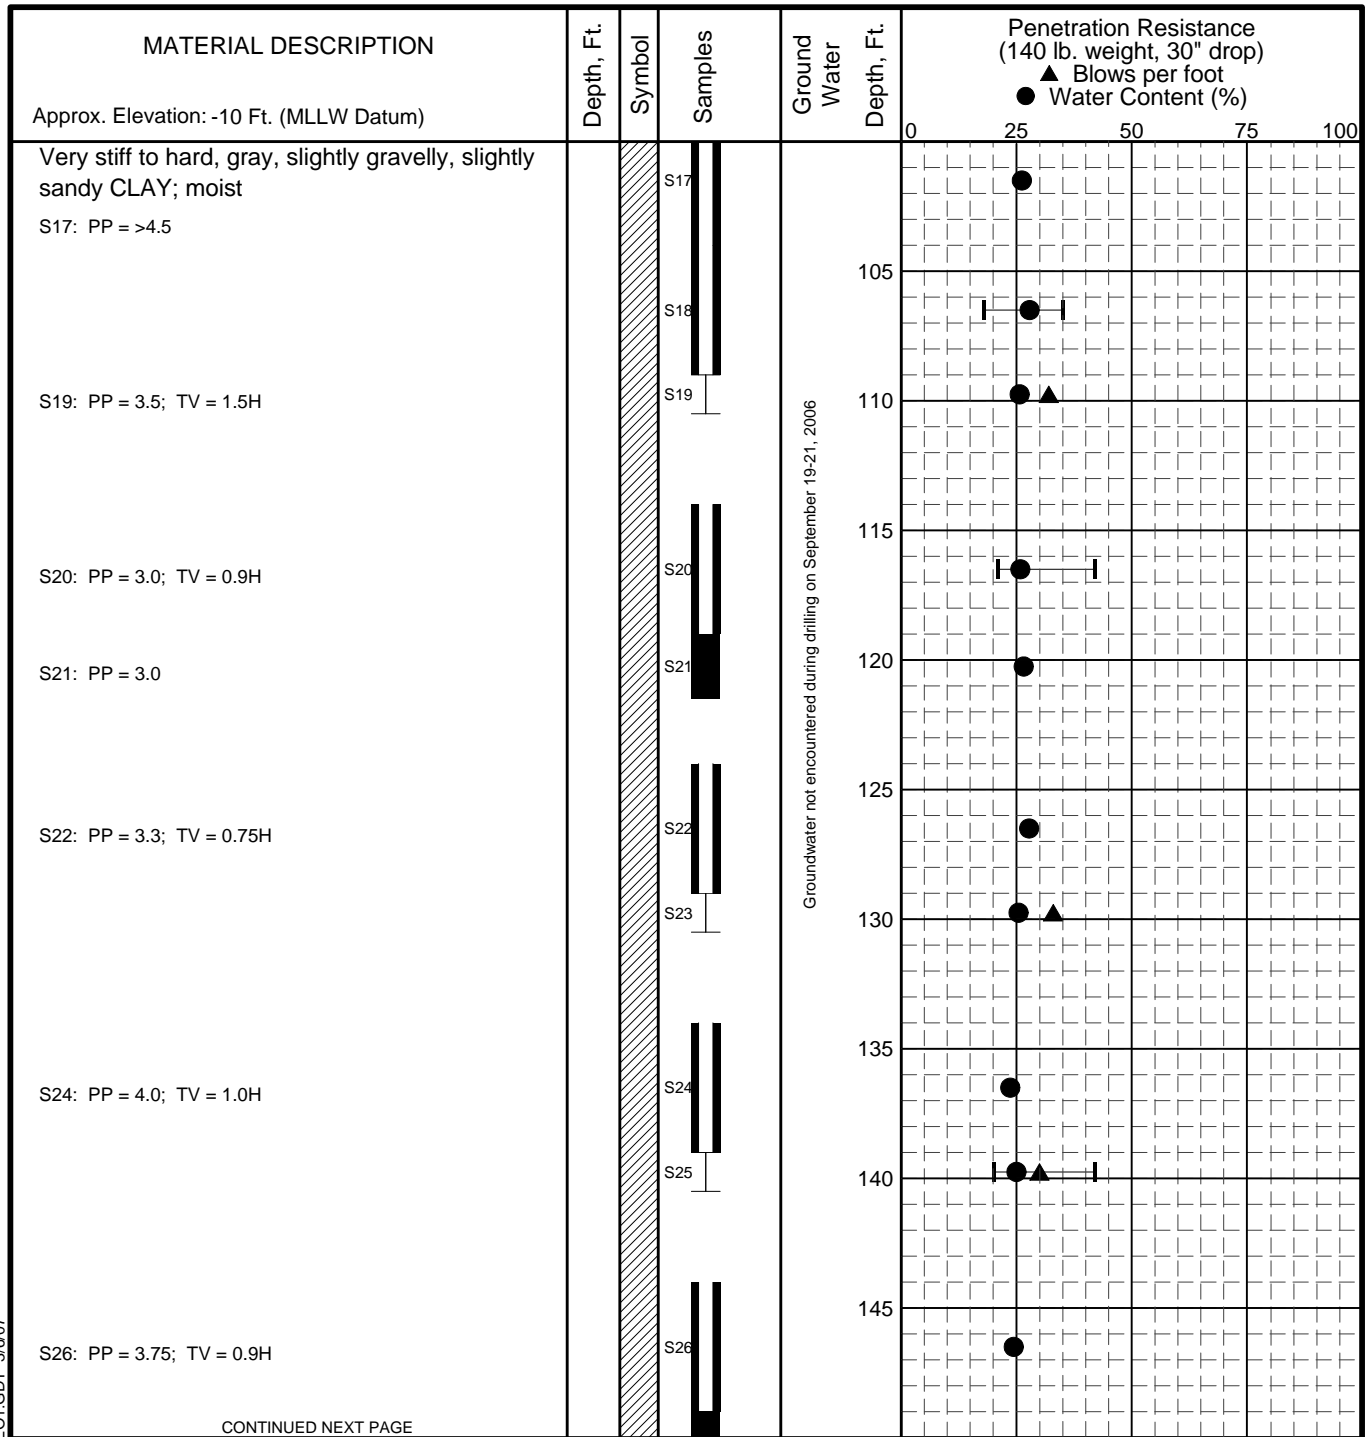 MATERIAL DESCRIPTION
Approx. Elevation: -10 Ft. (MLLW Datum)
Depth, Ft.
Symbol
Samples
Ground
Water
Depth, Ft.
Penetration Resistance
(140 lb. weight, 30" drop)
▲ Blows per foot
● Water Content (%)
0 25 50 75 100
Very stiff to hard, gray, slightly gravelly, slightly
sandy CLAY; moist
S17: PP = >4.5
S19: PP = 3.5; TV = 1.5H
S20: PP = 3.0; TV = 0.9H
S21: PP = 3.0
S22: PP = 3.3; TV = 0.75H
S24: PP = 4.0; TV = 1.0H
S26: PP = 3.75; TV = 0.9H
CONTINUED NEXT PAGE
S17
S18
S19
S20
S21
S22
S23
S24
S25
S26
Groundwater not encountered during drilling on September 19-21, 2006
105
110
115
120
125
130
135
140
145